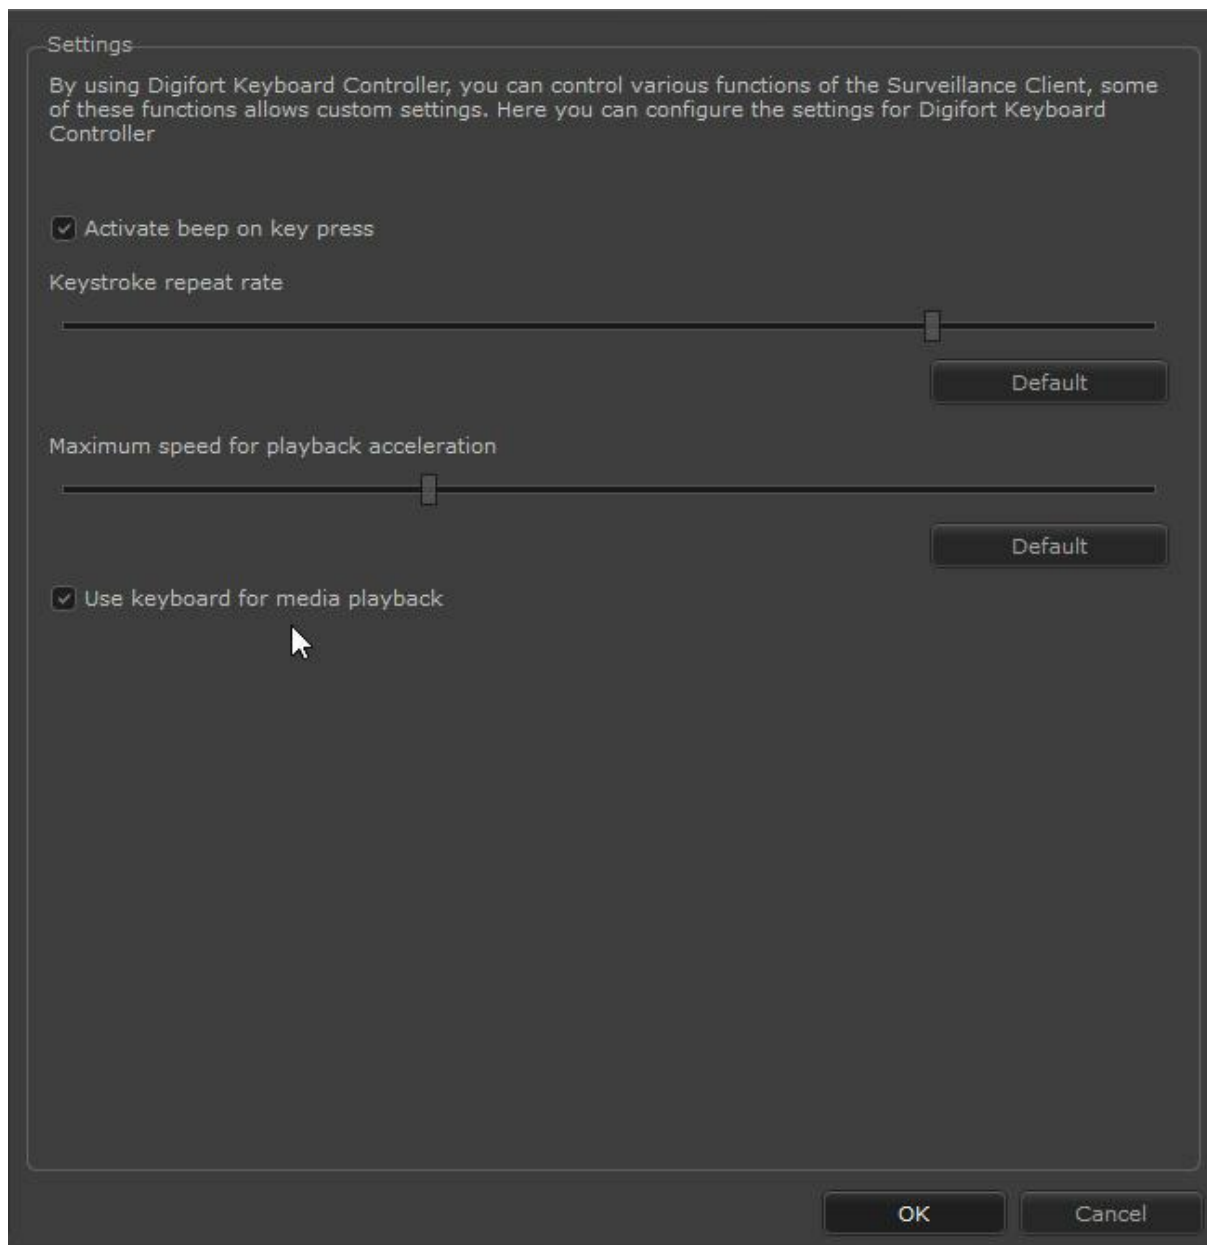 Settings
By using Digifort Keyboard Controller, you can control various functions of the Surveillance Client, some
of these functions allows custom settings. Here you can configure the settings for Digifort Keyboard
Controller
Activate beep on key press
Keystroke repeat rate
Default
Maximum speed for playback acceleration
Default
Use keyboard for media playback
OK
Cancel